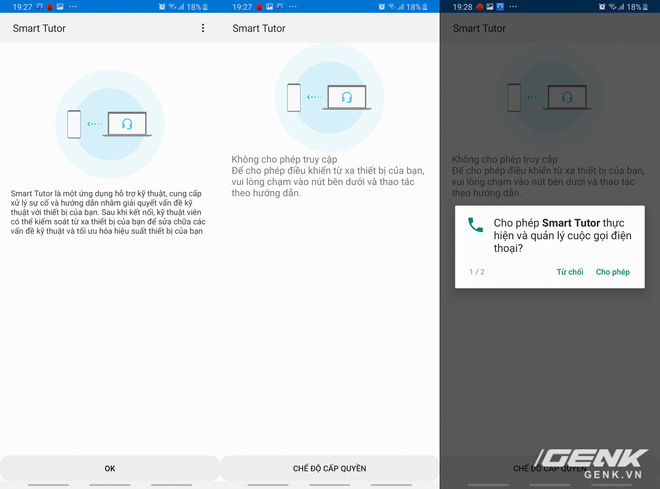 19:27
18%
Smart Tutor
Smart Tutor là một ứng dụng hỗ trợ kỹ thuật, cung cấp
xử lý sự cố và hướng dẫn nhằm giải quyết vấn đề kỹ
thuật với thiết bị của bạn. Sau khi kết nối, kỹ thuật viên
có thể kiểm soát từ xa thiết bị của bạn để sửa chữa các
vấn đề kỹ thuật và tối ưu hóa hiệu suất thiết bị của bạn
OK
19:27
18%
Smart Tutor
Không cho phép truy cập
Để cho phép điều khiển từ xa thiết bị của bạn,
vui lòng chạm vào nút bên dưới và thao tác
theo hướng dẫn.
CHẾ ĐỘ CẤP QUYỀN
19:28
18%
Smart Tutor
Không cho phép truy cập
Để cho phép điều khiển từ xa thiết bị của bạn,
vui lòng chạm vào nút bên dưới và thao tác
theo hướng dẫn.
Cho phép Smart Tutor thực
hiện và quản lý cuộc gọi điện
thoại?
1 / 2
Từ chối
Cho phép
CHẾ ĐỘ CẤP QUYỀN
GENK
GENK.VN